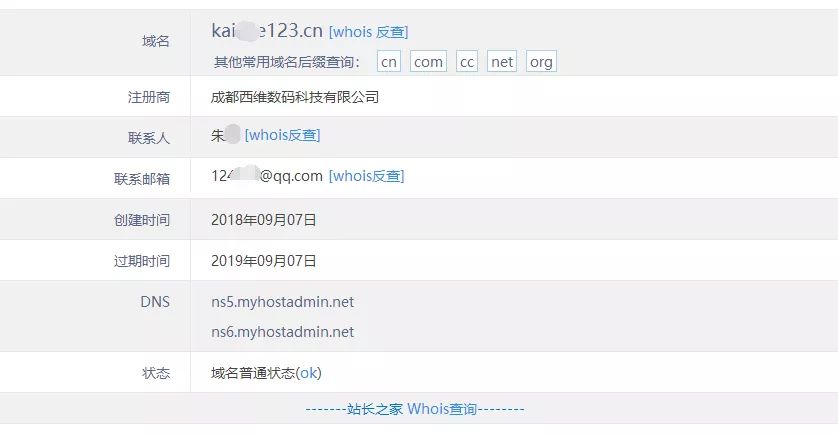 域名 kai e123.cn [whois 反查]
其他常用域名后缀查询： cn com cc net org
注册商 成都西维数码科技有限公司
联系人 朱 [whois反查]
联系邮箱 124 @qq.com [whois反查]
创建时间 2018年09月07日
过期时间 2019年09月07日
DNS ns5.myhostadmin.net
ns6.myhostadmin.net
状态 域名普通状态(ok)
-------站长之家 Whois查询--------